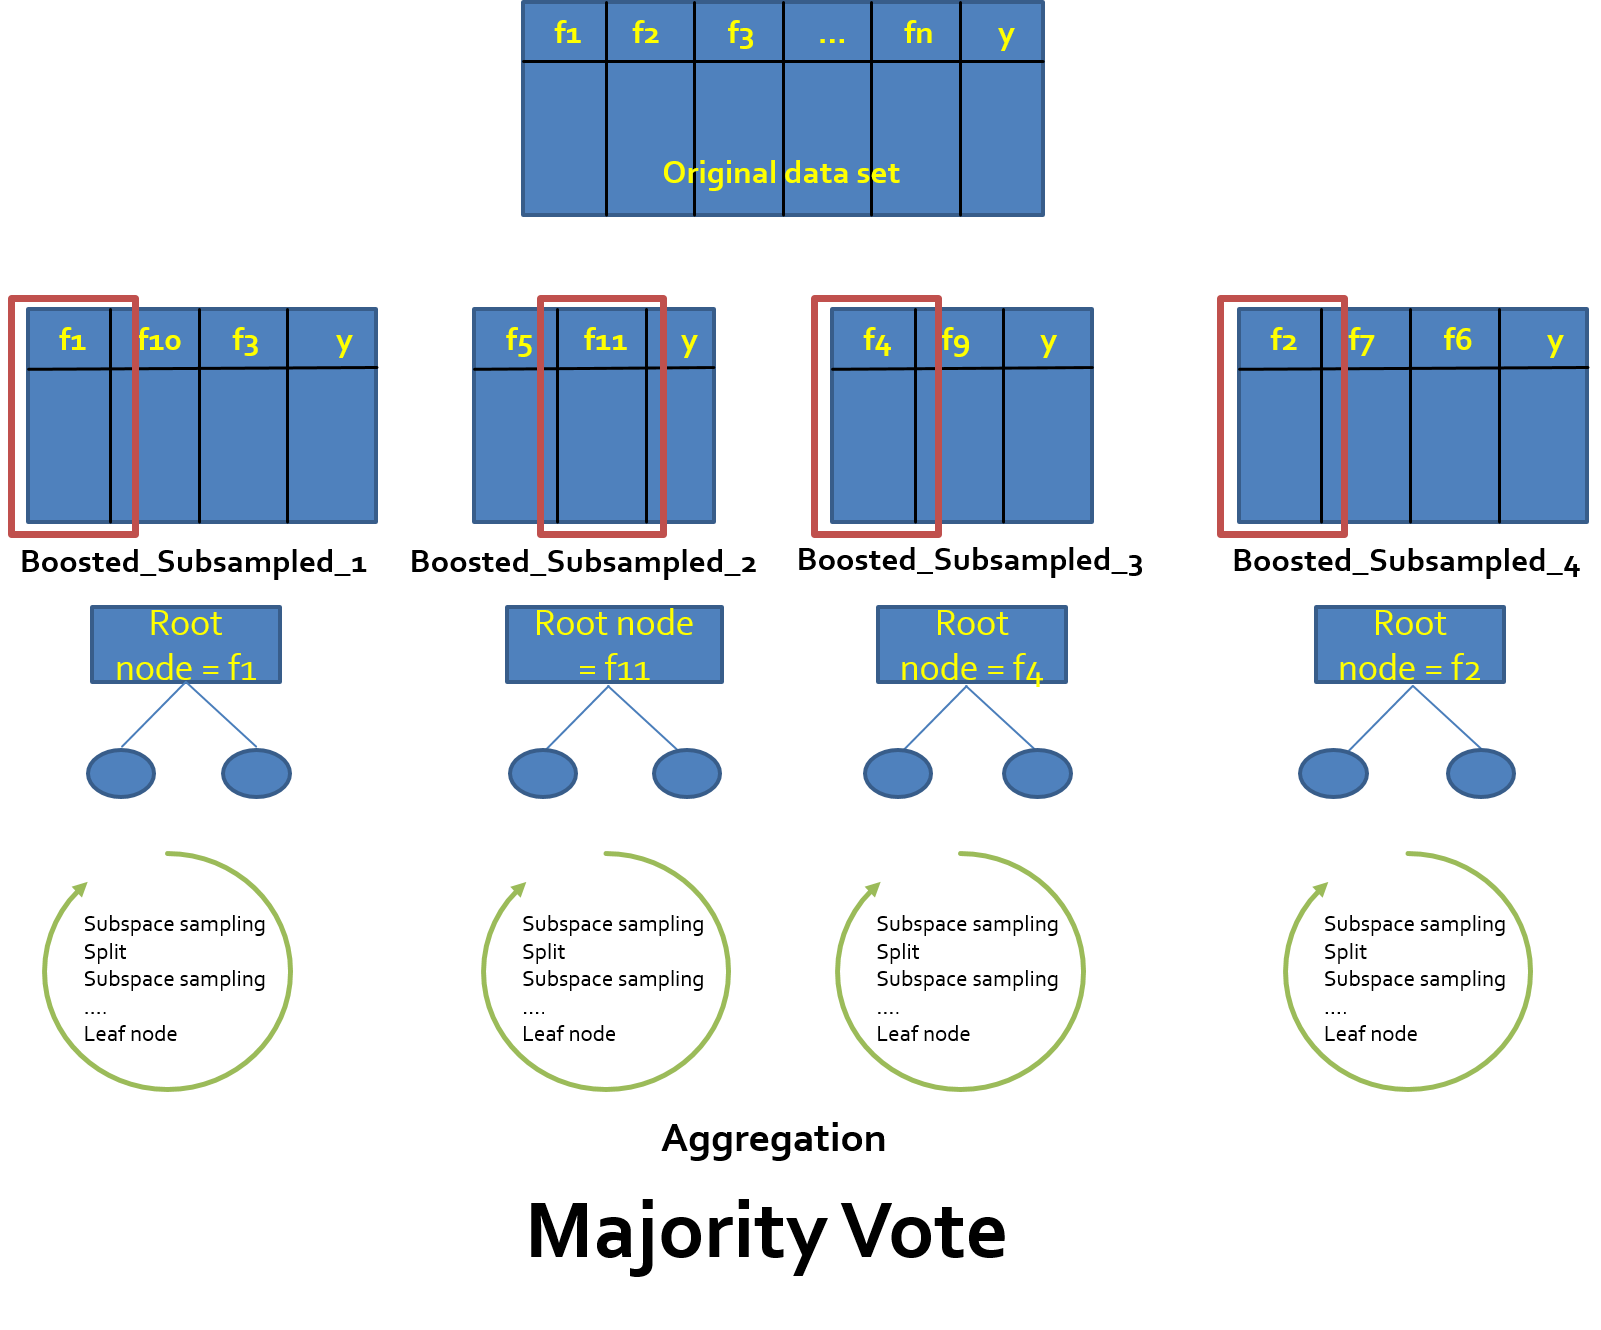 f1 f2 f3 ... fn y
Original data set
f1 f10 f3 y
f5 f11 y
f4 f9 y
f2 f7 f6 y
Boosted_Subsampled_1
Boosted_Subsampled_2
Boosted_Subsampled_3
Boosted_Subsampled_4
Root
node = f1
Root node
= f11
Root
node = f4
Root
node = f2
Subspace sampling
Split
Subspace sampling
....
Leaf node
Subspace sampling
Split
Subspace sampling
....
Leaf node
Subspace sampling
Split
Subspace sampling
....
Leaf node
Subspace sampling
Split
Subspace sampling
....
Leaf node
Aggregation
Majority Vote